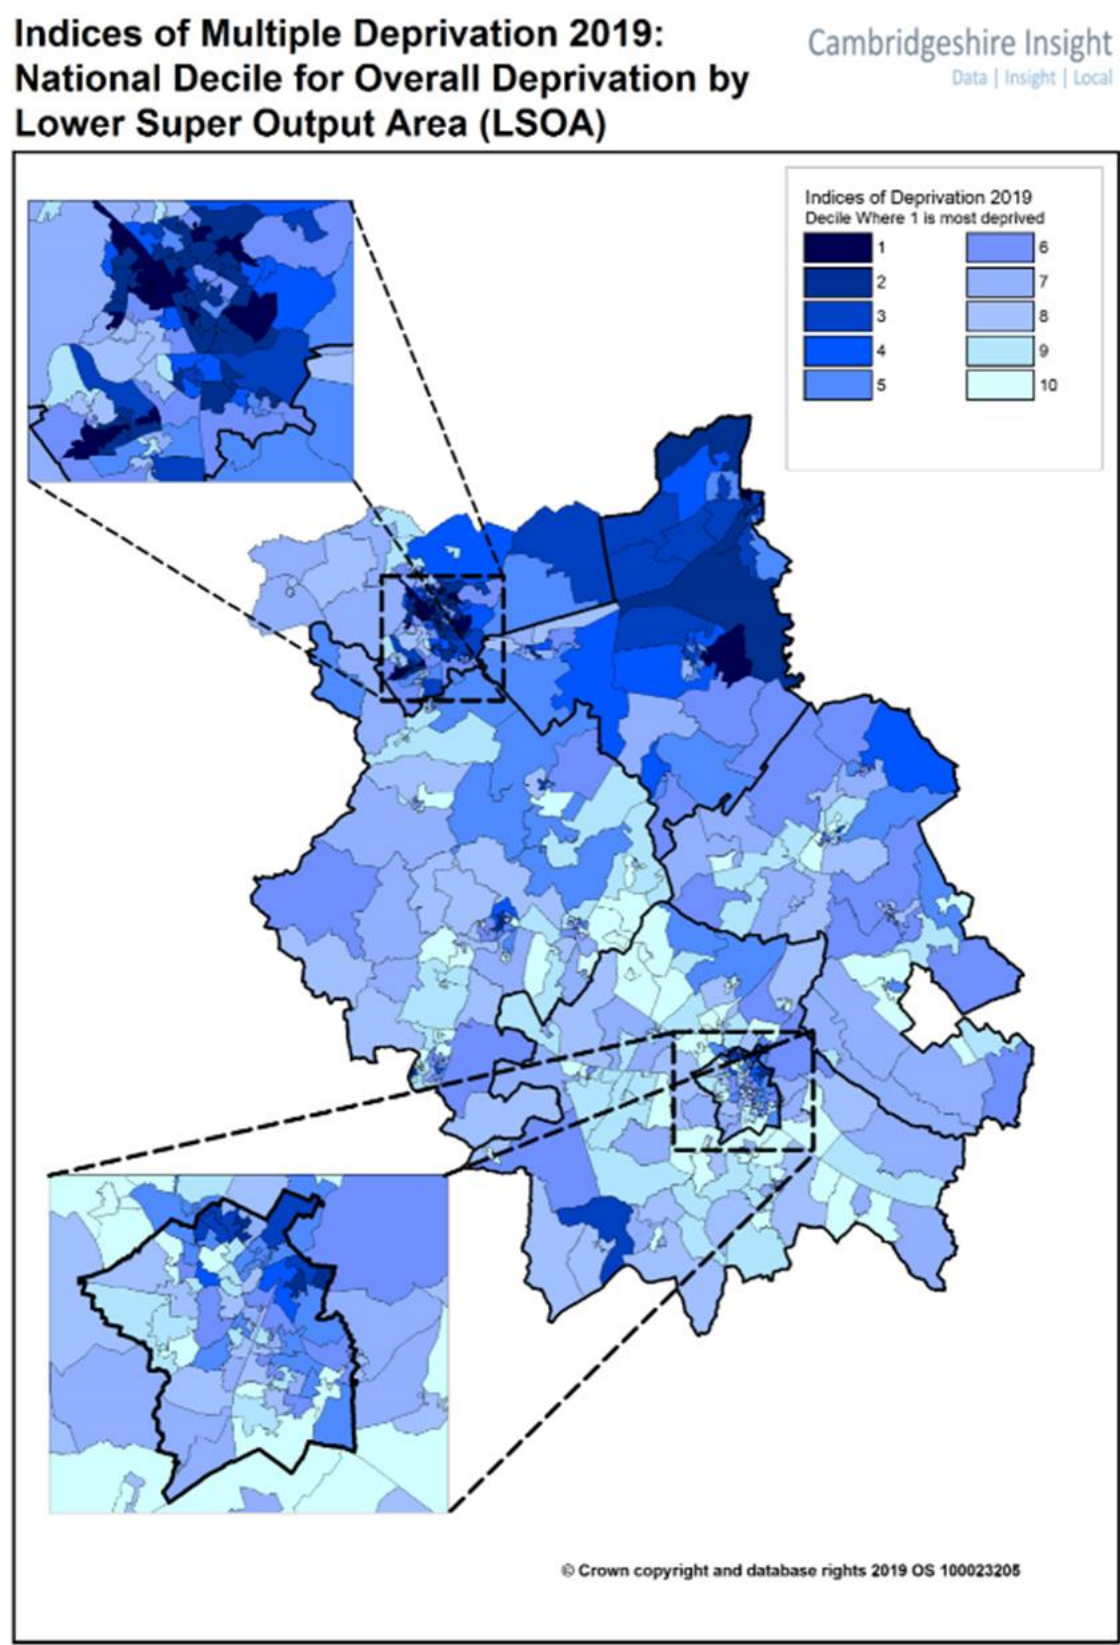 Indices of Multiple Deprivation 2019:
National Decile for Overall Deprivation by
Lower Super Output Area (LSOA)
Cambridgeshire Insight
Data | Insight | Local
Indices of Deprivation 2019
Decile Where 1 is most deprived
1
2
3
4
5
6
7
8
9
10
© Crown copyright and database rights 2019 OS 100023205